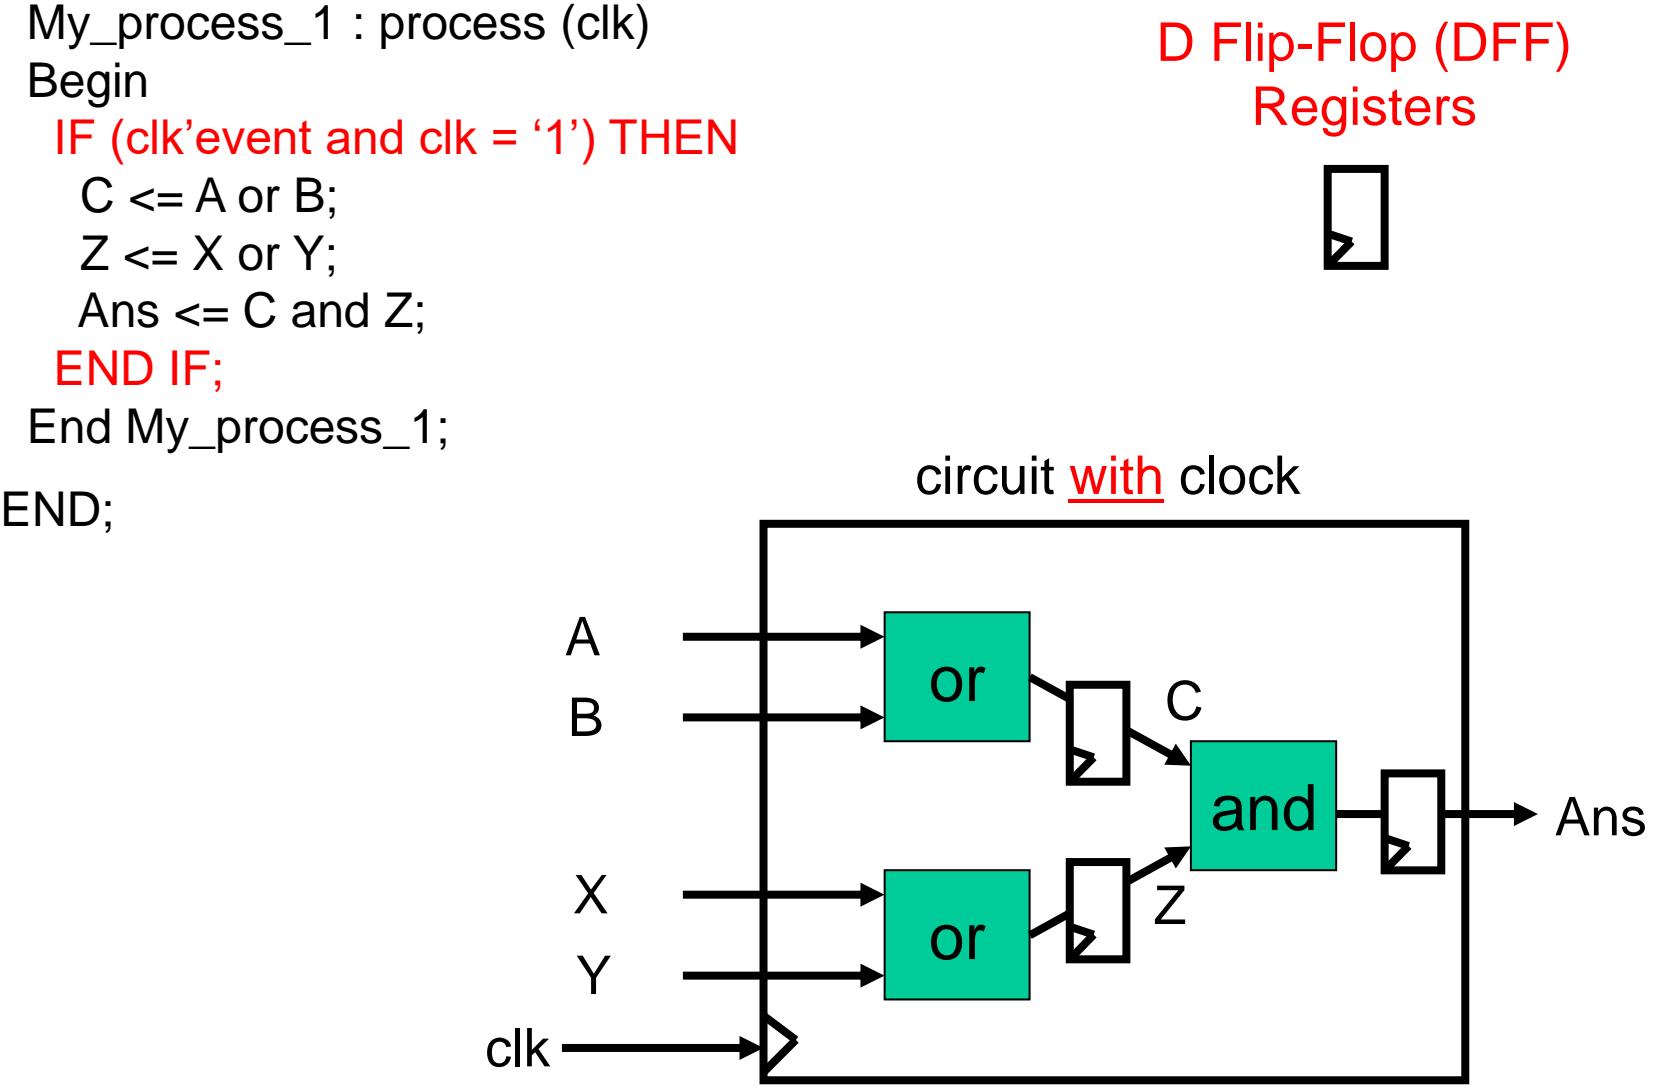 My_process_1 : process (clk)
Begin
IF (clk’event and clk = ‘1’) THEN
C <= A or B;
Z <= X or Y;
Ans <= C and Z;
END IF;
End My_process_1;
END;
D Flip-Flop (DFF)
Registers
circuit with clock
A
B
or
C
and
Ans
X
Y
or
Z
clk